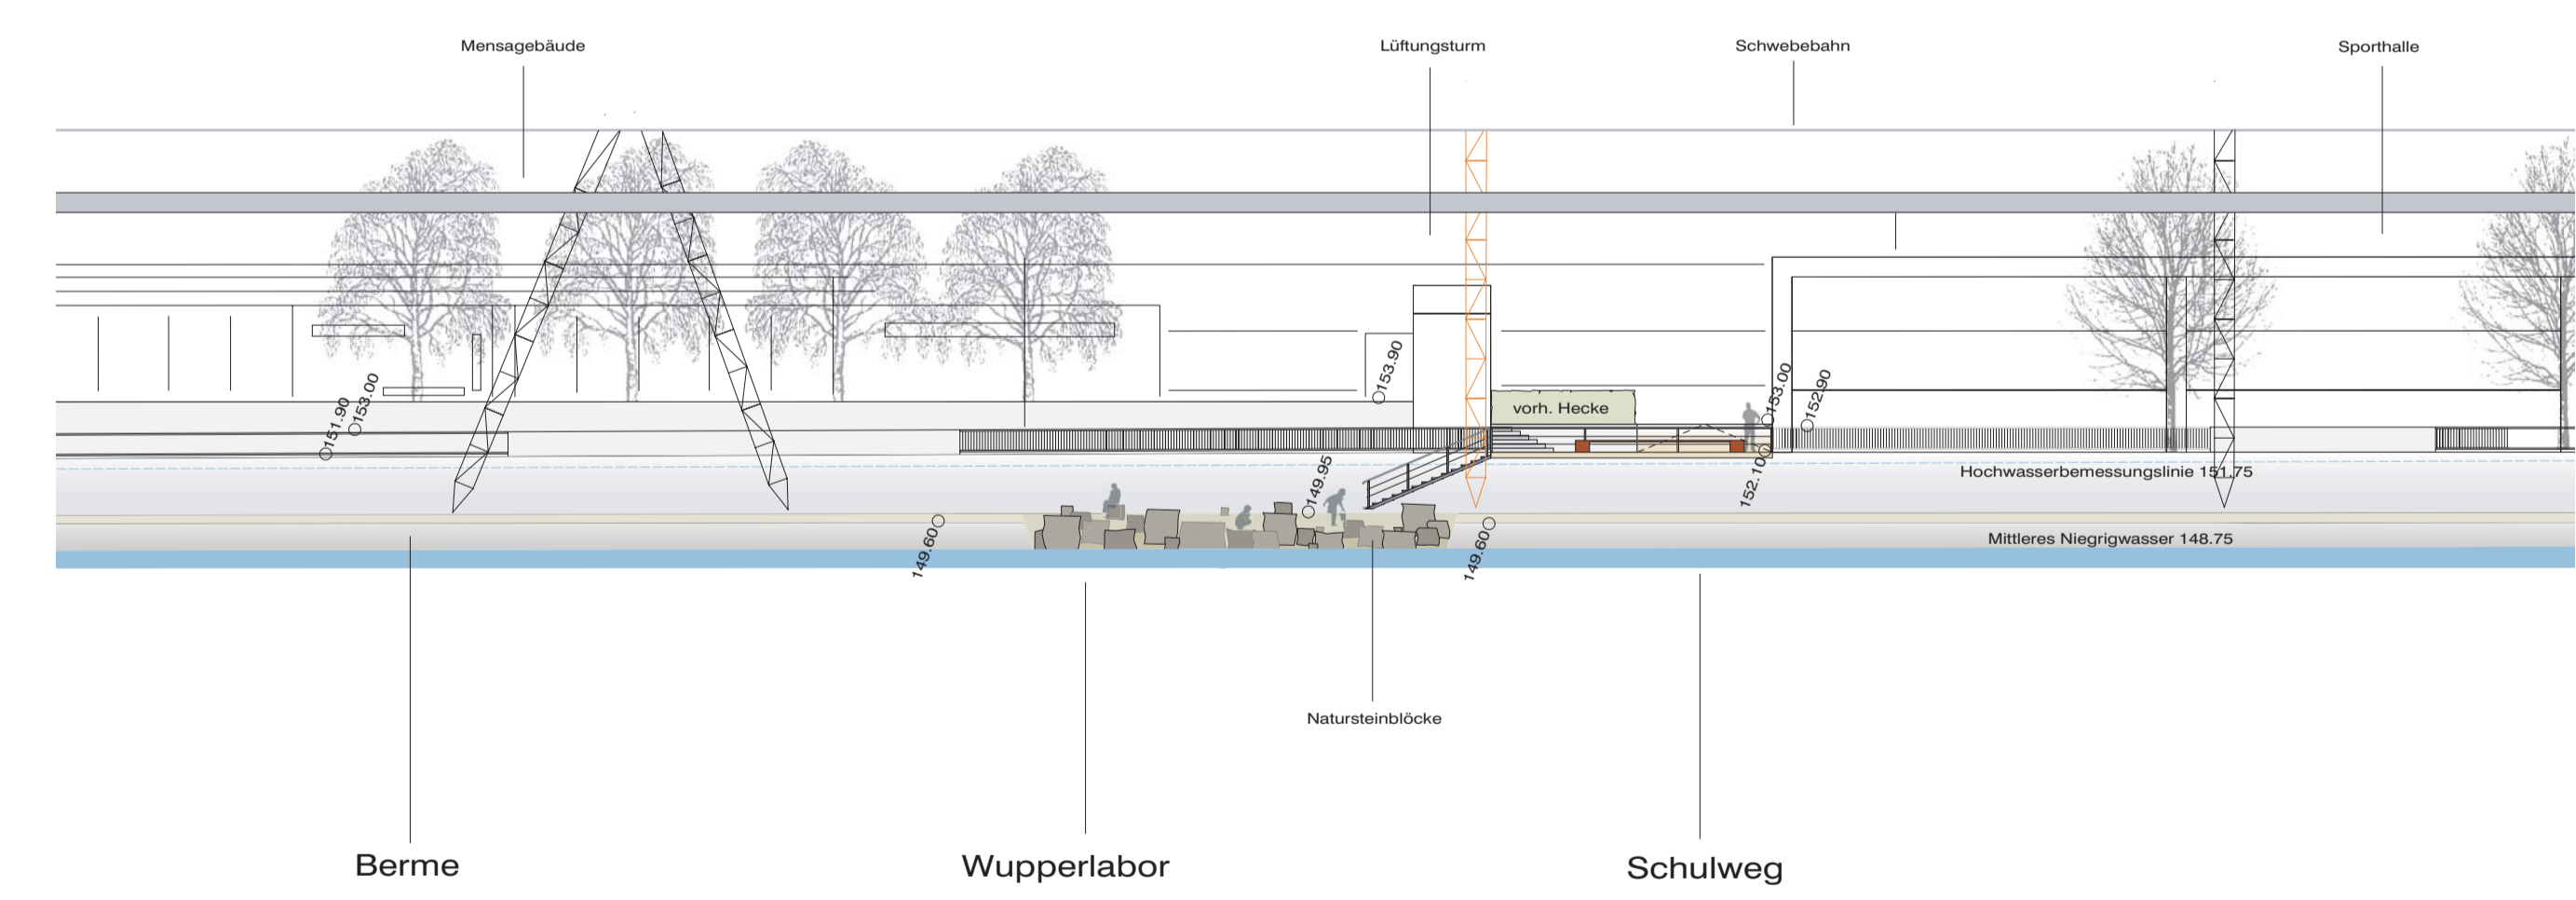 Mensagebäude
Lüftungsturm
Schwebebahn
Sporthalle
151.90
153.00
153.90
vorh. Hecke
153.00
152.90
149.95
152.10
Hochwasserbemessungslinie 151.75
149.60
149.60
Mittleres Niegrigwasser 148.75
Natursteinblöcke
Berme
Wupperlabor
Schulweg